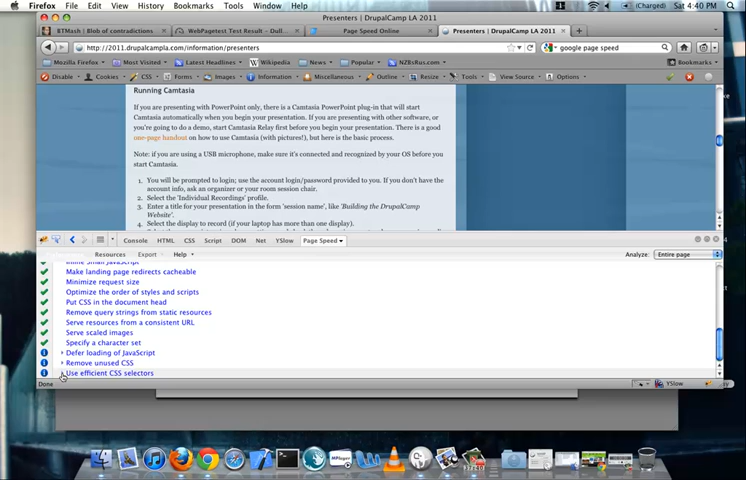 Firefox File Edit View History Bookmarks Tools Window Help (Charged) Sat 4:40 PM
Presenters | DrupalCamp LA 2011
BTMash | Blog of contradictions WebPagetest Test Result - Dull... Page Speed Online Presenters | DrupalCamp LA 2011
http://2011.drupalcampla.com/information/presenters google page speed
Mozilla Firefox Most Visited Latest Headlines Wikipedia News Popular NZBsRus.com Bookmarks
Disable Cookies CSS Forms Images Information Miscellaneous Outline Resize Tools View Source Options
Running Camtasia
If you are presenting with PowerPoint only, there is a Camtasia PowerPoint plug-in that will start
Camtasia automatically when you begin your presentation. If you are presenting with other software, or
you're going to do a demo, start Camtasia Relay first before you begin your presentation. There is a good
one-page handout on how to use Camtasia (with pictures!), but here is the basic process.
Note: if you are using a USB microphone, make sure it's connected and recognized by your OS before you
start Camtasia.
1. You will be prompted to login; use the account login/password provided to you. If you don't have the
account info, ask an organizer or your room session chair.
2. Select the 'Individual Recordings' profile.
3. Enter a title for your presentation in the form 'session name', like 'Building the DrupalCamp
Website'.
4. Select the display to record (if your laptop has more than one display).
Console HTML CSS Script DOM Net YSlow Page Speed
Resources Export Help Analyze: Entire page
Inline Small JavaScript
Make landing page redirects cacheable
Minimize request size
Optimize the order of styles and scripts
Put CSS in the document head
Remove query strings from static resources
Serve resources from a consistent URL
Serve scaled images
Specify a character set
Defer loading of JavaScript
Remove unused CSS
Use efficient CSS selectors
Done YSlow